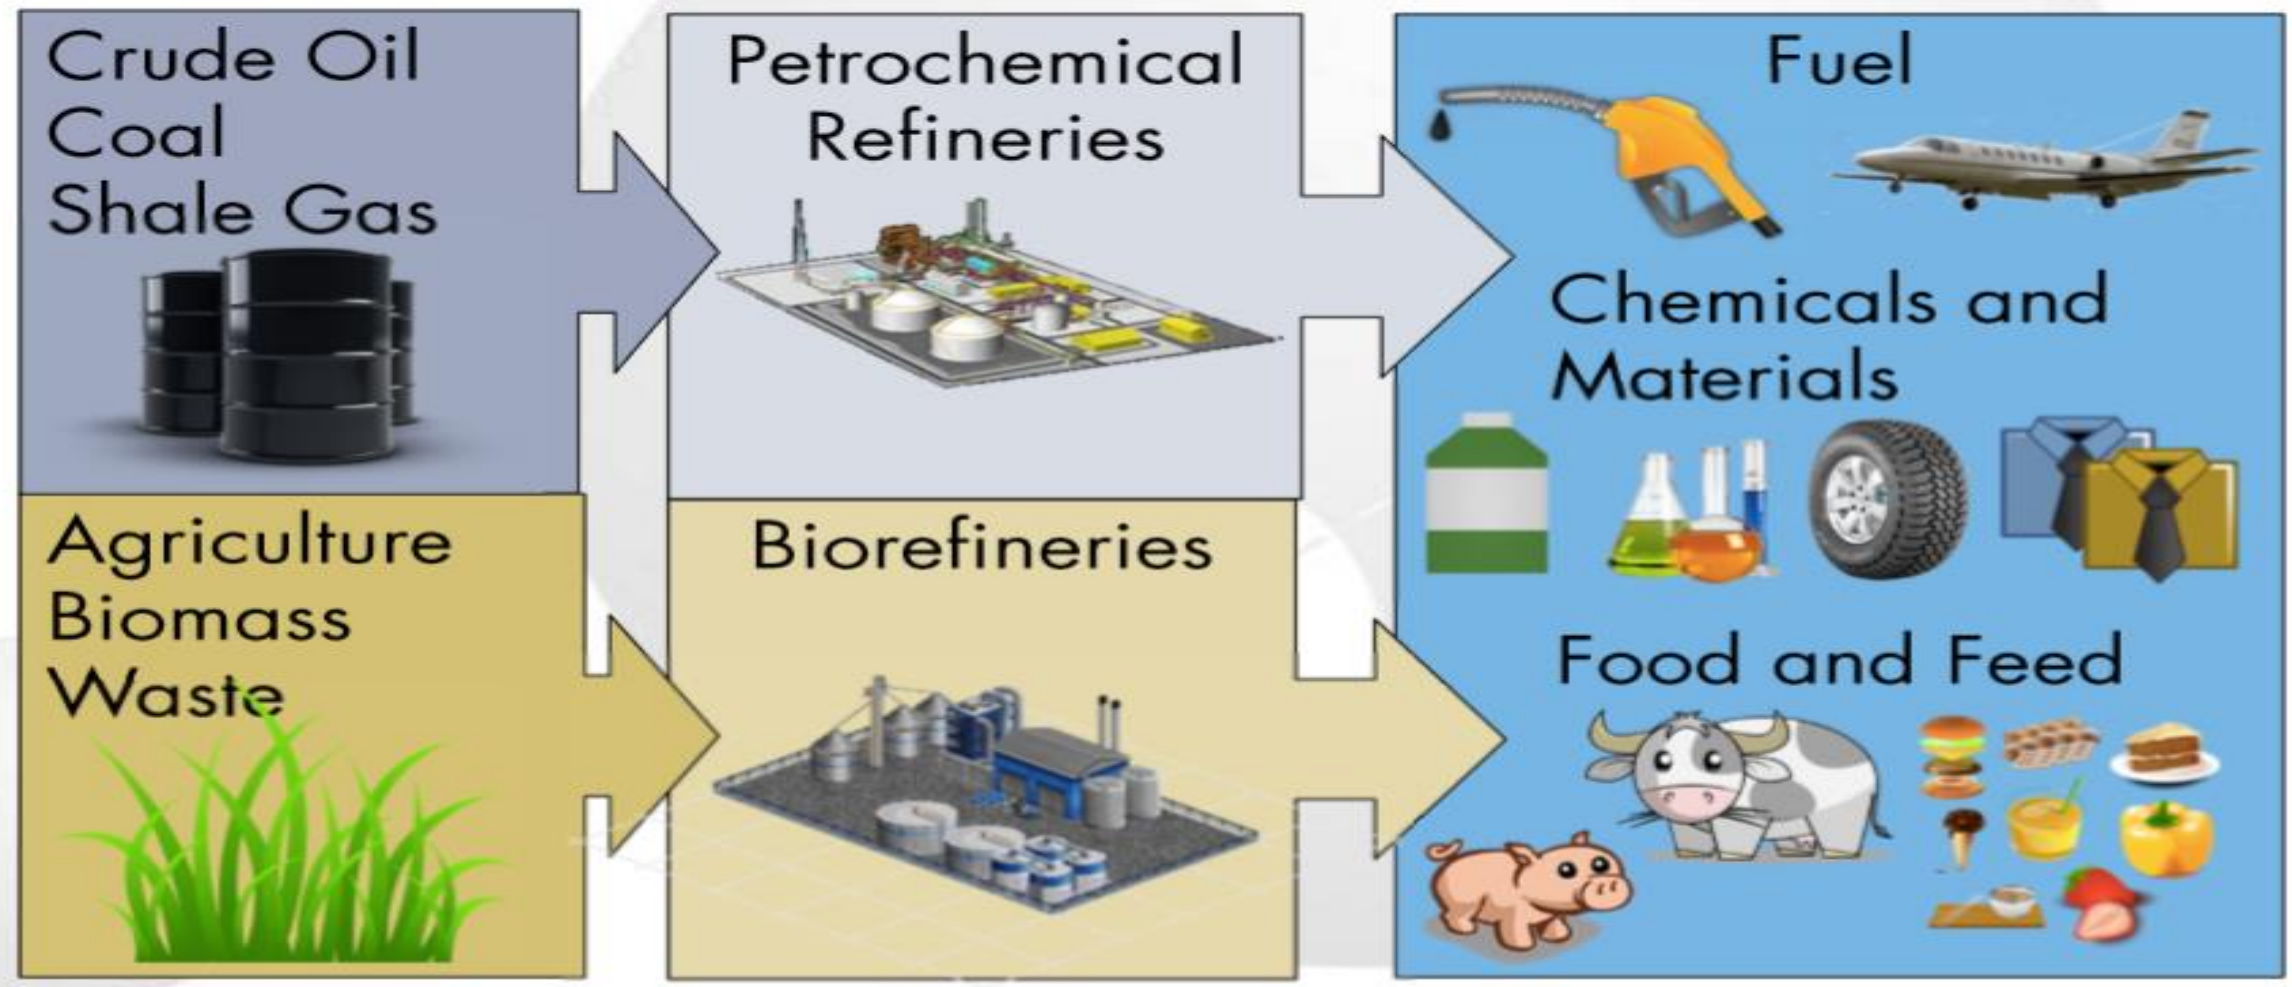 Crude Oil
Coal
Shale Gas
Petrochemical
Refineries
Fuel
Chemicals and
Materials
Agriculture
Biomass
Waste
Biorefineries
Food and Feed